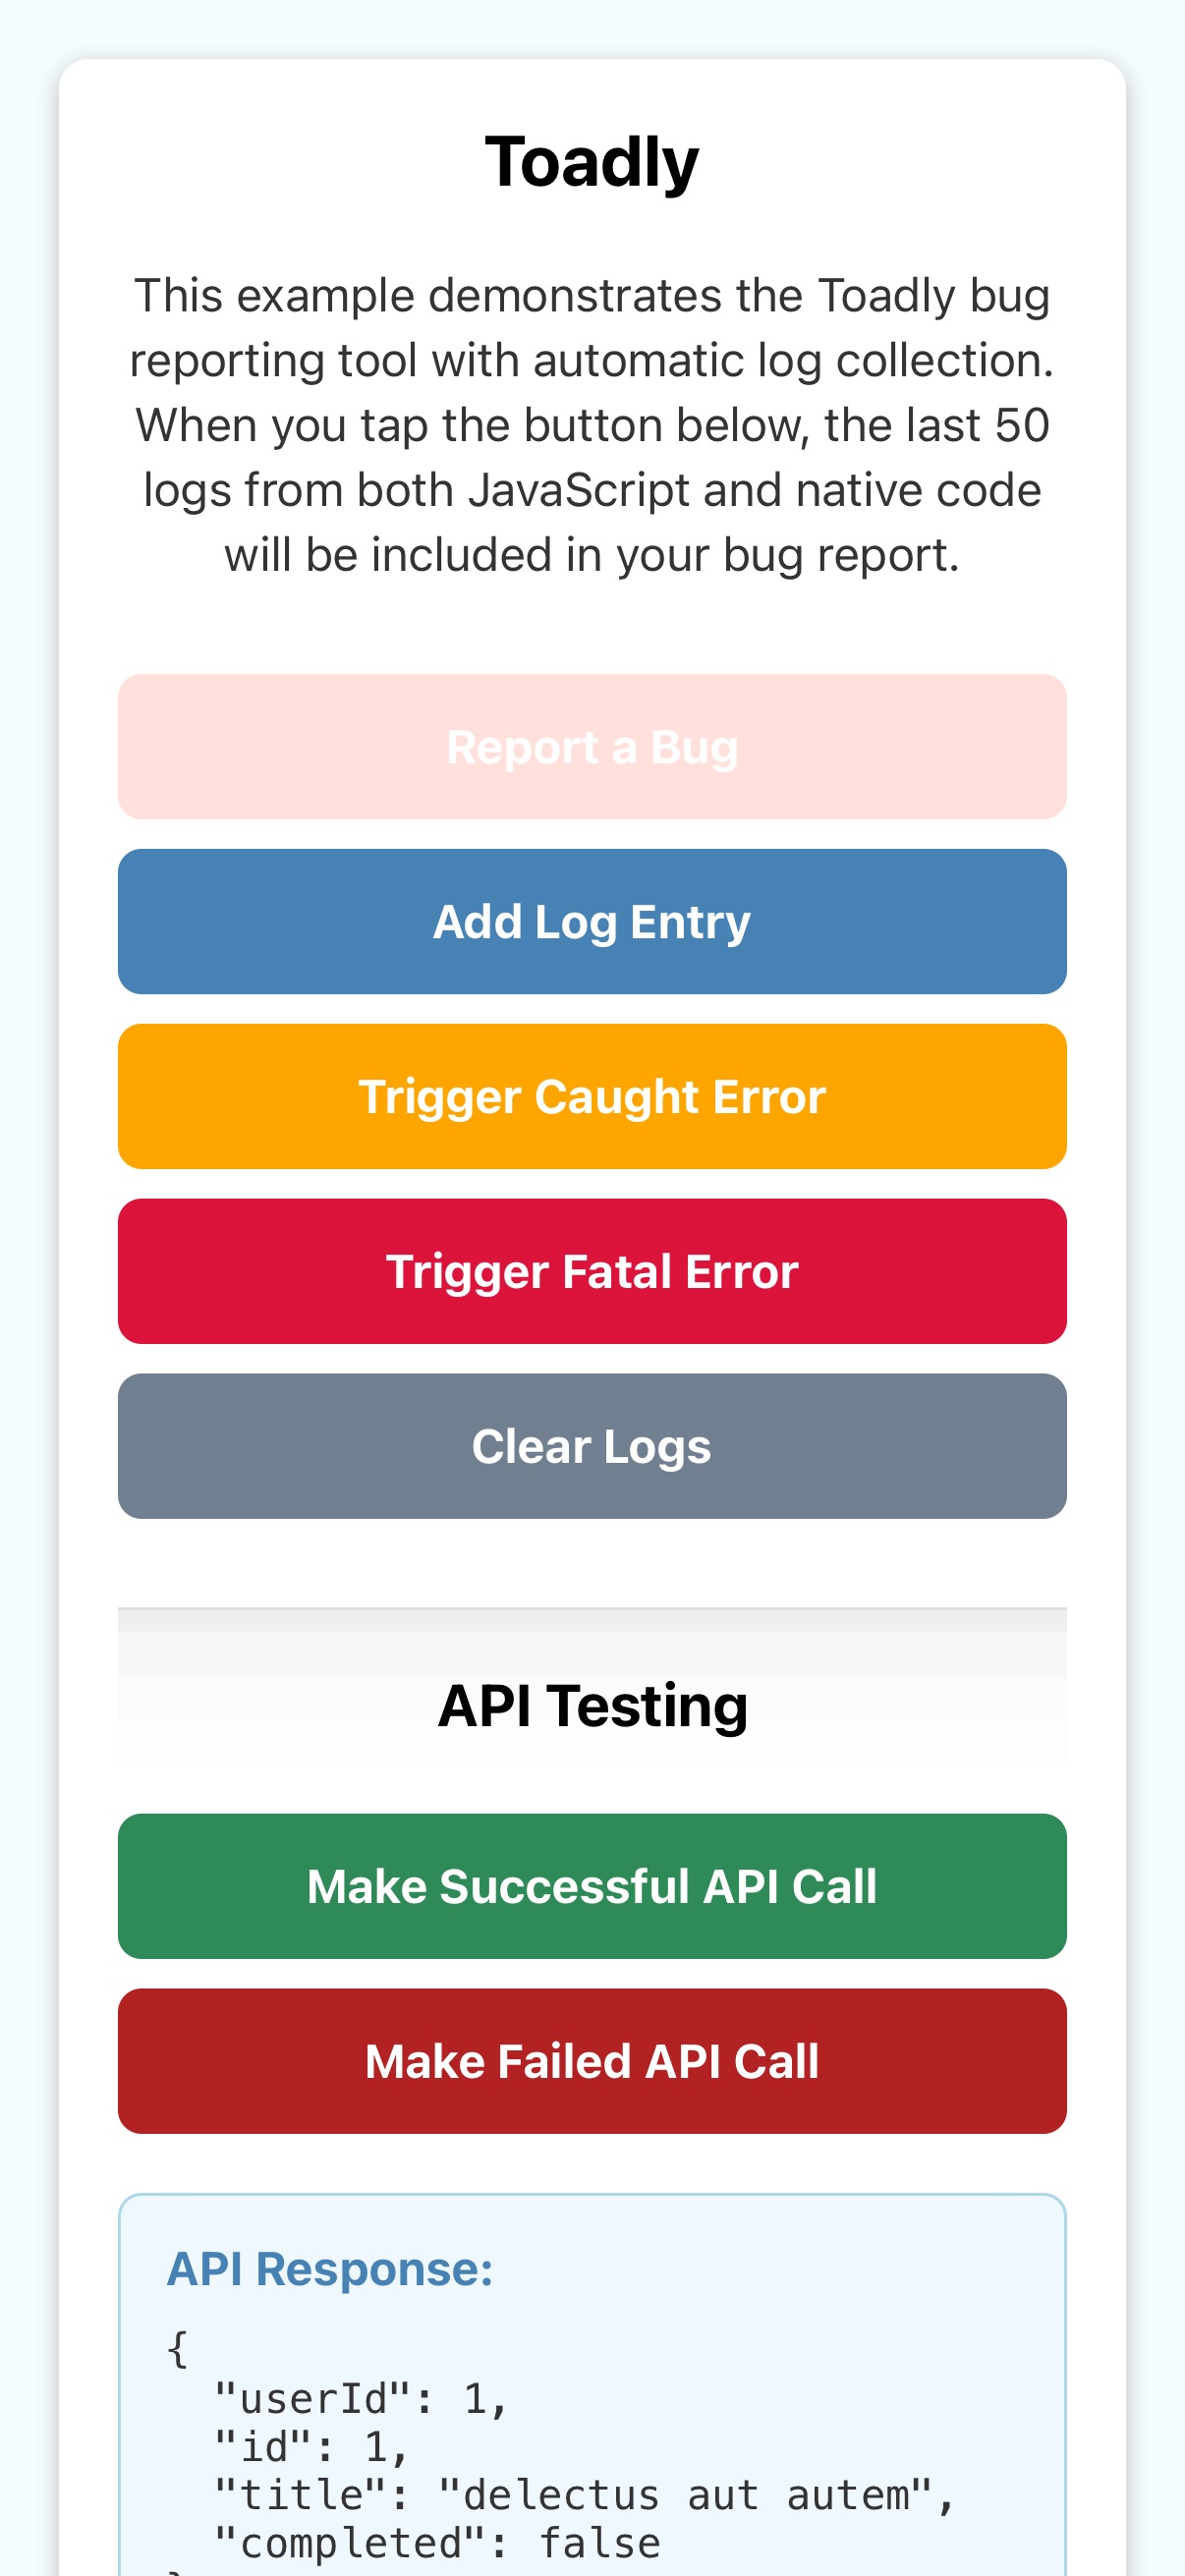 Toadly
This example demonstrates the Toadly bug
reporting tool with automatic log collection.
When you tap the button below, the last 50
logs from both JavaScript and native code
will be included in your bug report.
Report a Bug
Add Log Entry
Trigger Caught Error
Trigger Fatal Error
Clear Logs
API Testing
Make Successful API Call
Make Failed API Call
API Response:
{
  "userId": 1,
  "id": 1,
  "title": "delectus aut autem",
  "completed": false